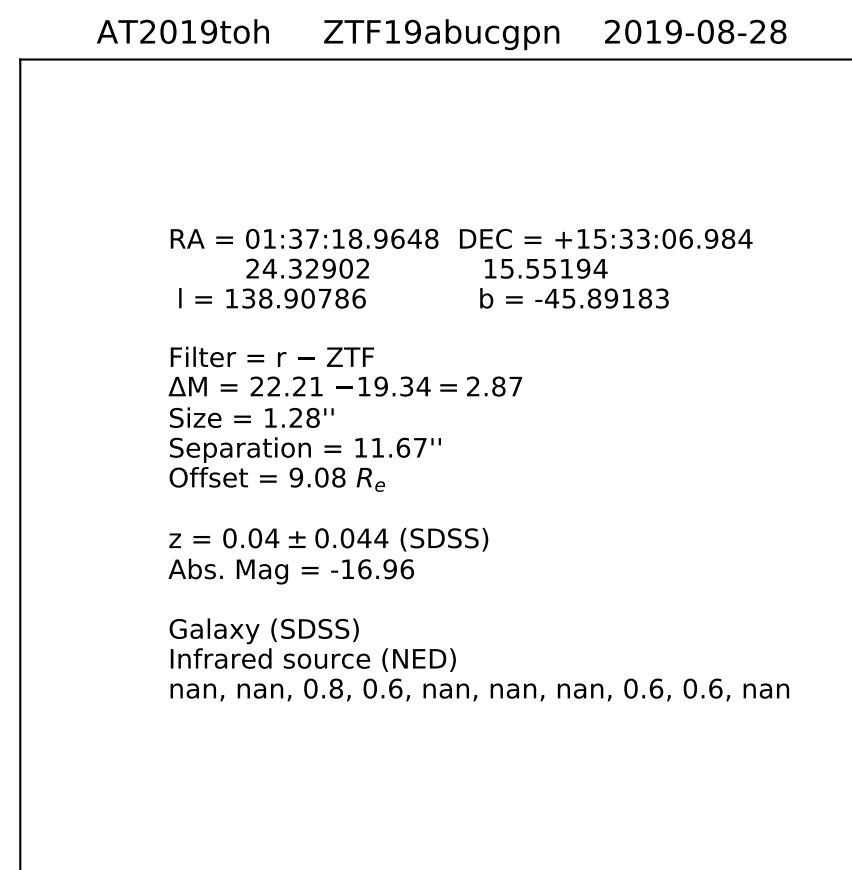 AT2019toh ZTF19abucgpn 2019-08-28
RA = 01:37:18.9648 DEC = +15:33:06.984
24.32902 15.55194
l = 138.90786 b = -45.89183
Filter = r − ZTF
ΔM = 22.21 −19.34 = 2.87
Size = 1.28''
Separation = 11.67''
Offset = 9.08 Rₑ
z = 0.04 ± 0.044 (SDSS)
Abs. Mag = -16.96
Galaxy (SDSS)
Infrared source (NED)
nan, nan, 0.8, 0.6, nan, nan, nan, 0.6, 0.6, nan